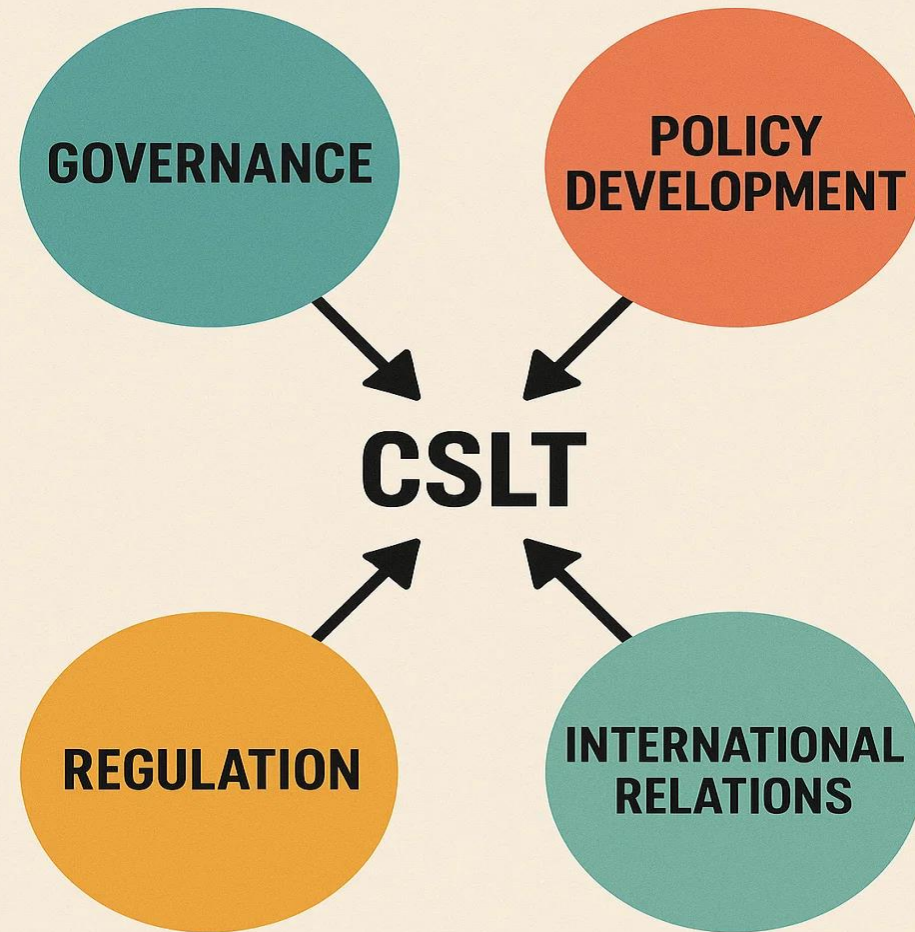 GOVERNANCE
POLICY
DEVELOPMENT
CSLT
REGULATION
INTERNATIONAL
RELATIONS